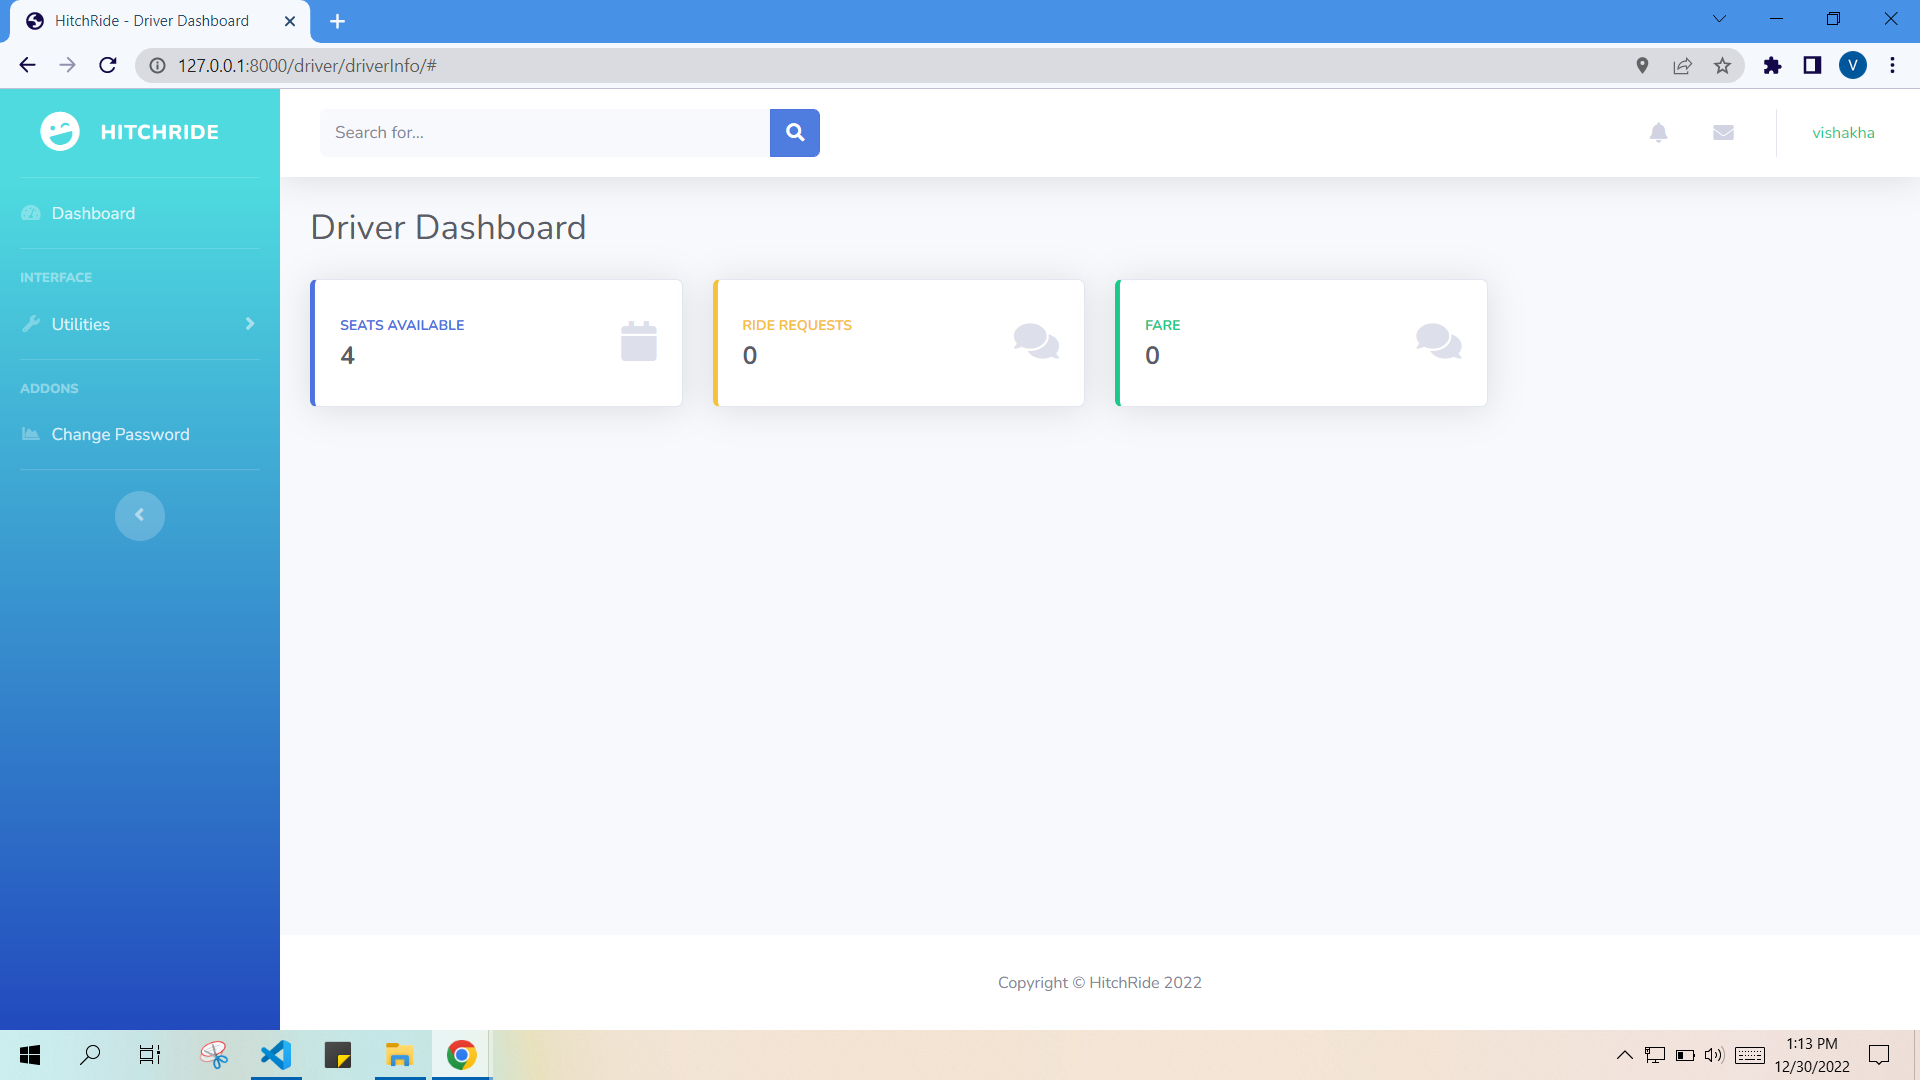 HitchRide - Driver Dashboard
127.0.0.1:8000/driver/driverInfo/#
V
HITCHRIDE
Search for...
vishakha
Dashboard
INTERFACE
Utilities
ADDONS
Change Password
Driver Dashboard
SEATS AVAILABLE
4
RIDE REQUESTS
0
FARE
0
Copyright © HitchRide 2022
1:13 PM
12/30/2022